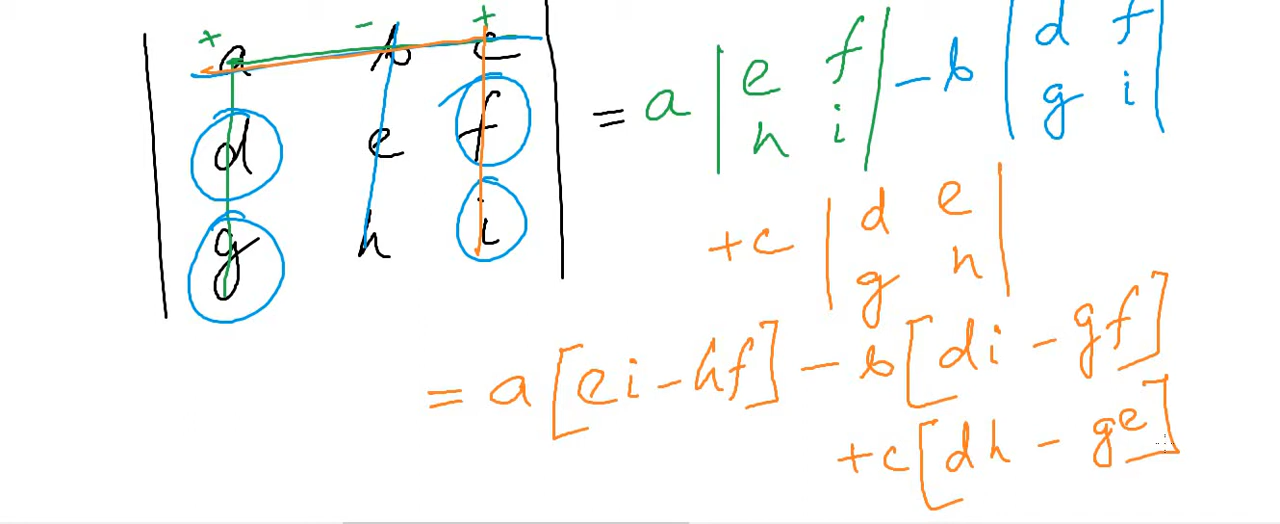 + - +
| a b c |
| d e f |
| g h i |
= a | e f | - b | d f |
| h i | | g i |
+ c | d e |
| g h |
= a [ei - hf] - b [di - gf]
+ c [dh - ge]